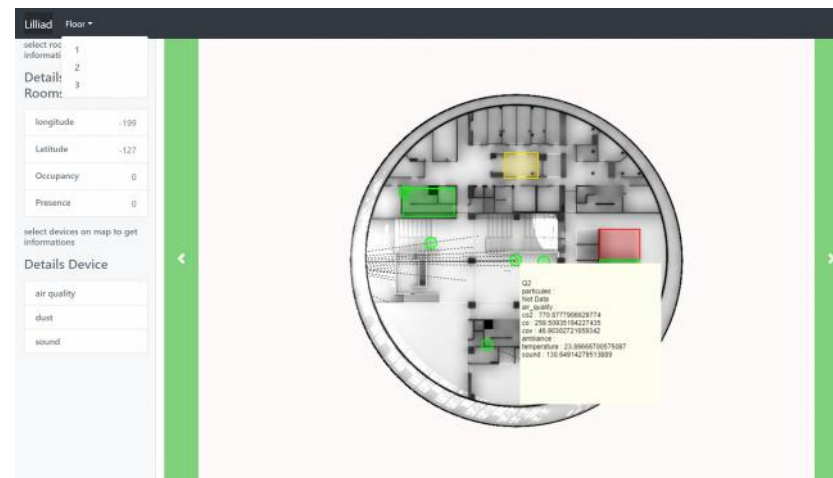 Lilliad
Floor
1
2
3
select roo
informati
Details
Rooms
longitude -199
Latitude -127
Occupancy 0
Presence 0
select devices on map to get
informations
Details Device
air quality
dust
sound
Q2
particules :
Not Data
air_quality :
co2 : 770.8777906628774
co : 259.50935194227435
cov : 46.90302721659342
ambiance :
temperature : 23.89666700575087
sound : 130.64914279513889